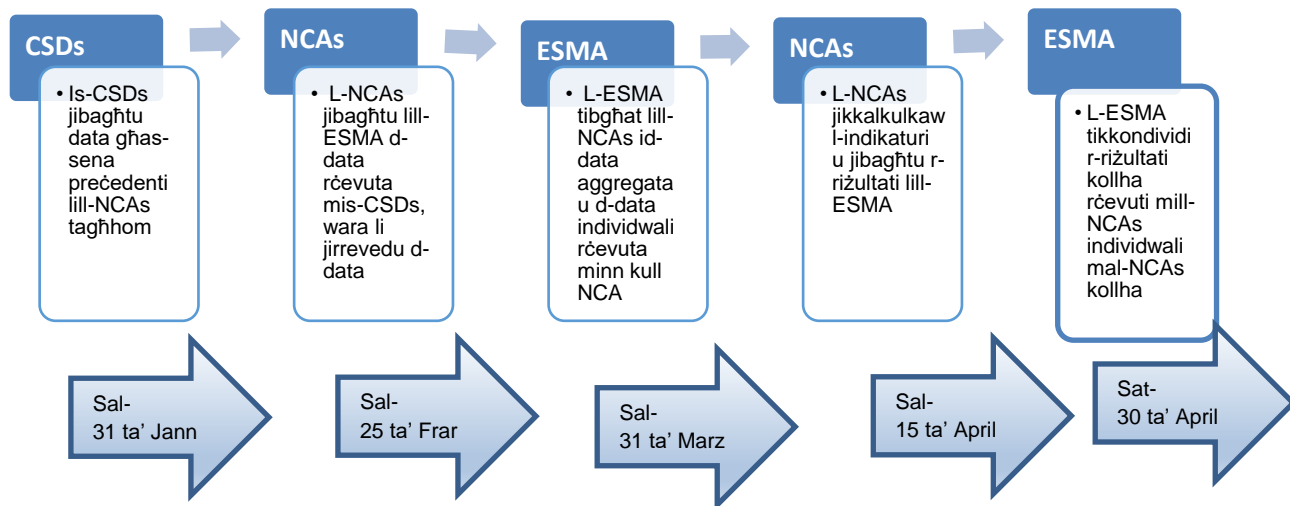 CSDs
• Is-CSDs
jibagħtu
data għas-
sena
preċedenti
lill-NCAs
tagħhom
NCAs
• L-NCAs
jibagħtu lill-
ESMA d-
data
rċevuta
mis-CSDs,
wara li
jirrevedu d-
data
ESMA
• L-ESMA
tibgħat lill-
NCAs id-
data
aggregata
u d-data
individwali
rċevuta
minn kull
NCA
NCAs
• L-NCAs
jikkalkulkaw
l-indikaturi
u jibagħtu r-
riżultati lill-
ESMA
ESMA
• L-ESMA
tikkondividi
r-riżultati
kollha
rċevuti mill-
NCAs
individwali
mal-NCAs
kollha
Sal-
31 ta’ Jann
Sal-
25 ta’ Frar
Sal-
31 ta’ Marz
Sal-
15 ta’ April
Sat-
30 ta’ April